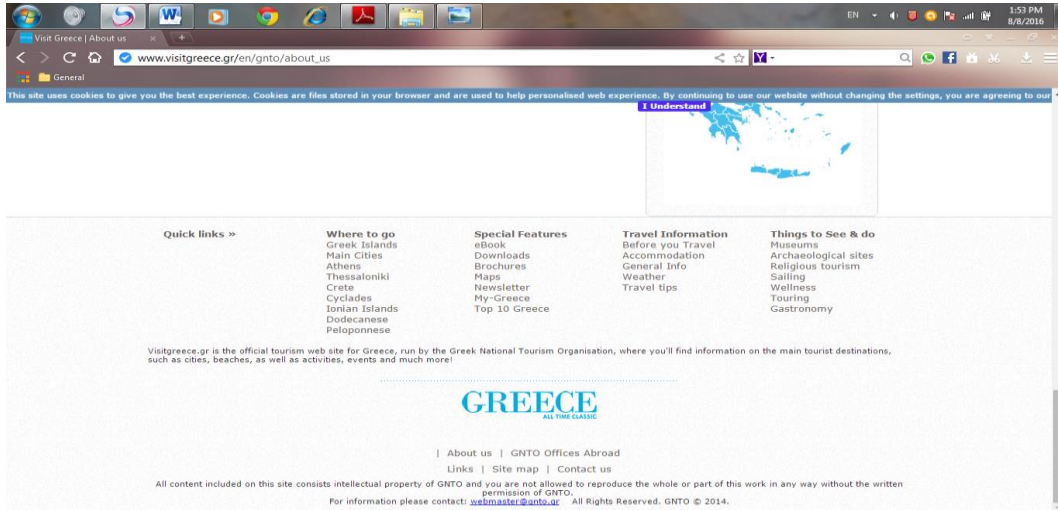 EN
1:53 PM
8/8/2016
Visit Greece | About us
www.visitgreece.gr/en/gnto/about_us
General
This site uses cookies to give you the best experience. Cookies are files stored in your browser and are used to help personalised web experience. By continuing to use our website without changing the settings, you are agreeing to our
I Understand
Quick links »
Where to go
Greek Islands
Main Cities
Athens
Thessaloniki
Crete
Cyclades
Ionian Islands
Dodecanese
Peloponnese
Special Features
eBook
Downloads
Brochures
Maps
Newsletter
My-Greece
Top 10 Greece
Travel Information
Before you Travel
Accommodation
General Info
Weather
Travel tips
Things to See & do
Museums
Archaeological sites
Religious tourism
Sailing
Wellness
Touring
Gastronomy
Visitgreece.gr is the official tourism web site for Greece, run by the Greek National Tourism Organisation, where you'll find information on the main tourist destinations,
such as cities, beaches, as well as activities, events and much more!
GREECE
ALL TIME CLASSIC
| About us | GNTO Offices Abroad
Links | Site map | Contact us
All content included on this site consists intellectual property of GNTO and you are not allowed to reproduce the whole or part of this work in any way without the written
permission of GNTO.
For information please contact: webmaster@gnto.gr All Rights Reserved. GNTO © 2014.